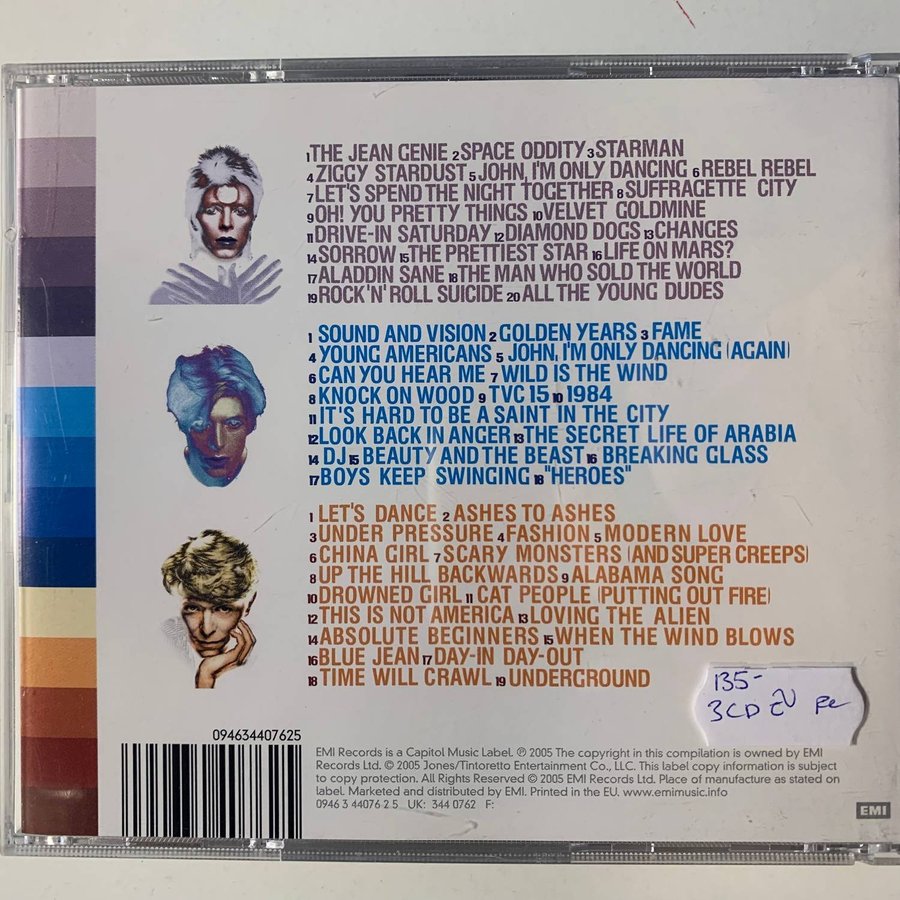 1 THE JEAN GENIE 2 SPACE ODDITY 3 STARMAN
4 ZIGGY STARDUST 5 JOHN, I'M ONLY DANCING 6 REBEL REBEL
7 LET'S SPEND THE NIGHT TOGETHER 8 SUFFRAGETTE CITY
9 OH! YOU PRETTY THINGS 10 VELVET GOLDMINE
11 DRIVE-IN SATURDAY 12 DIAMOND DOGS 13 CHANGES
14 SORROW 15 THE PRETTIEST STAR 16 LIFE ON MARS?
17 ALADDIN SANE 18 THE MAN WHO SOLD THE WORLD
19 ROCK'N'ROLL SUICIDE 20 ALL THE YOUNG DUDES
1 SOUND AND VISION 2 GOLDEN YEARS 3 FAME
4 YOUNG AMERICANS 5 JOHN, I'M ONLY DANCING (AGAIN)
6 CAN YOU HEAR ME 7 WILD IS THE WIND
8 KNOCK ON WOOD 9 TVC 15 10 1984
11 IT'S HARD TO BE A SAINT IN THE CITY
12 LOOK BACK IN ANGER 13 THE SECRET LIFE OF ARABIA
14 DJ 15 BEAUTY AND THE BEAST 16 BREAKING GLASS
17 BOYS KEEP SWINGING 18 "HEROES"
1 LET'S DANCE 2 ASHES TO ASHES
3 UNDER PRESSURE 4 FASHION 5 MODERN LOVE
6 CHINA GIRL 7 SCARY MONSTERS (AND SUPER CREEPS)
8 UP THE HILL BACKWARDS 9 ALABAMA SONG
10 DROWNED GIRL 11 CAT PEOPLE (PUTTING OUT FIRE)
12 THIS IS NOT AMERICA 13 LOVING THE ALIEN
14 ABSOLUTE BEGINNERS 15 WHEN THE WIND BLOWS
16 BLUE JEAN 17 DAY-IN DAY-OUT
18 TIME WILL CRAWL 19 UNDERGROUND
135-
3CD
094634407625
EMI Records is a Capitol Music Label. ℗ 2005 The copyright in this compilation is owned by EMI
Records Ltd. © 2005 Jones/Tintoretto Entertainment Co., LLC. This label copy information is subject
to copy protection. All Rights Reserved © 2005 EMI Records Ltd. Place of manufacture as stated on
label. Marketed and distributed by EMI. Printed in the EU. www.emimusic.info
0946 3 44076 2 5 UK: 344 0762 F:
EMI